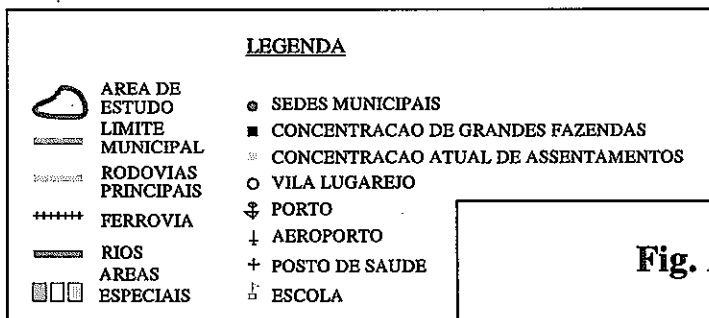 LEGENDA
AREA DE
ESTUDO
LIMITE
MUNICIPAL
RODOVIAS
PRINCIPAIS
FERROVIA
RIOS
AREAS
ESPECIAIS
SEDES MUNICIPAIS
CONCENTRACAO DE GRANDES FAZENDAS
CONCENTRACAO ATUAL DE ASSENTAMENTOS
VILA LUGAREJO
PORTO
AEROPORTO
POSTO DE SAUDE
ESCOLA
Fig.